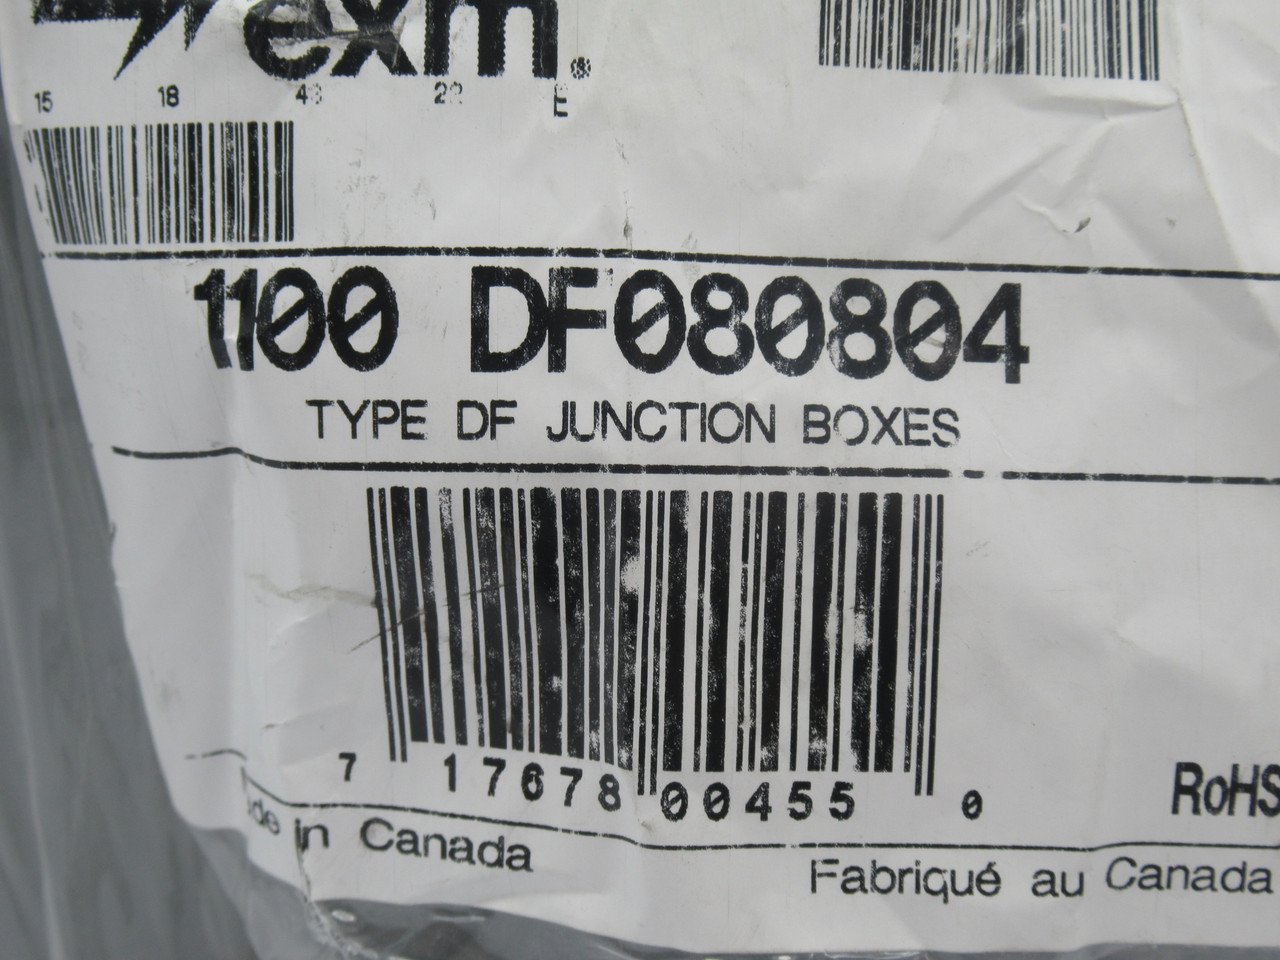 exm®
15 18 22 E
1100 DF080804
TYPE DF JUNCTION BOXES
7 17678 00455 0
RoHS
in Canada
Fabriqué au Canada